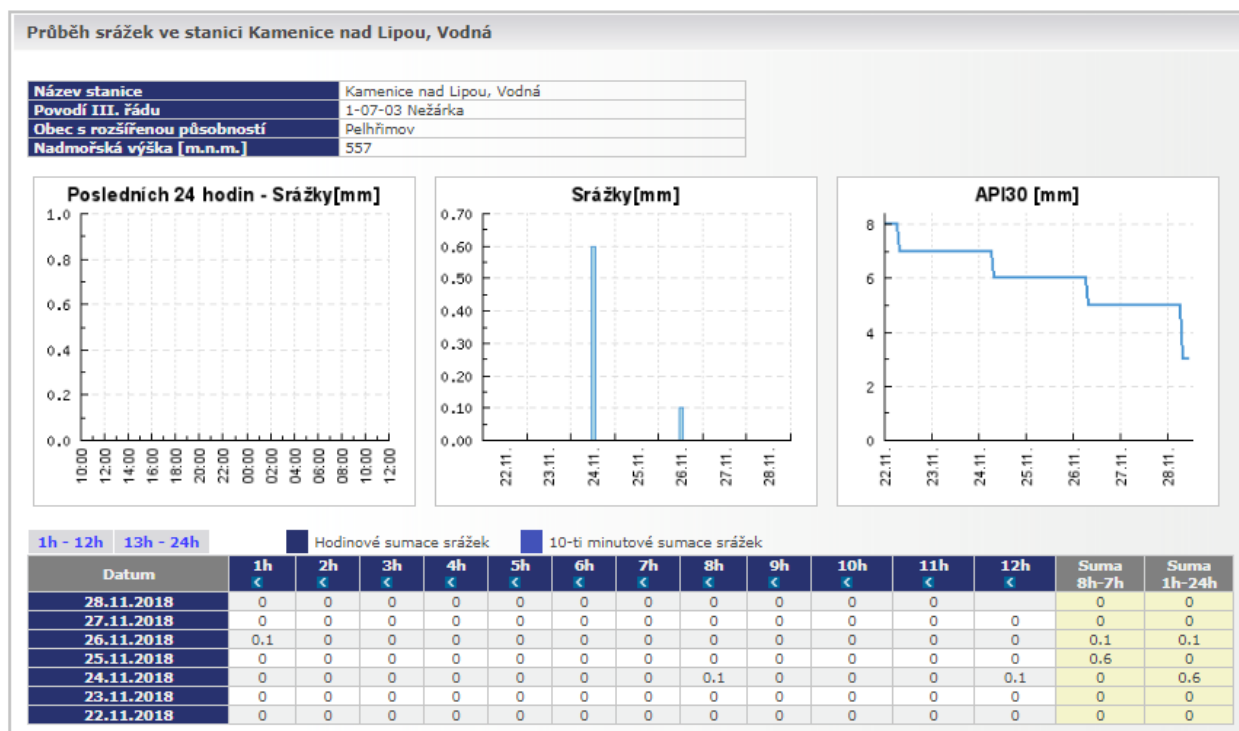 Průběh srážek ve stanici Kamenice nad Lipou, Vodná
Název stanice Kamenice nad Lipou, Vodná
Povodí III. řádu 1-07-03 Nežárka
Obec s rozšířenou působností Pelhřimov
Nadmořská výška [m.n.m.] 557
Posledních 24 hodin - Srážky[mm]
1.0
0.8
0.6
0.4
0.2
0.0
10:00 12:00 14:00 16:00 18:00 20:00 22:00 00:00 02:00 04:00 06:00 08:00 10:00 12:00
Srážky[mm]
0.70
0.60
0.50
0.40
0.30
0.20
0.10
0.00
22.11. 23.11. 24.11. 25.11. 26.11. 27.11. 28.11.
API30 [mm]
8
6
4
2
0
22.11. 23.11. 24.11. 25.11. 26.11. 27.11. 28.11.
1h - 12h 13h - 24h Hodinové sumace srážek 10-ti minutové sumace srážek
Datum 1h 2h 3h 4h 5h 6h 7h 8h 9h 10h 11h 12h Suma 8h-7h Suma 1h-24h
28.11.2018 0 0 0 0 0 0 0 0 0 0 0 0 0
27.11.2018 0 0 0 0 0 0 0 0 0 0 0 0 0 0
26.11.2018 0.1 0 0 0 0 0 0 0 0 0 0 0 0.1 0.1
25.11.2018 0 0 0 0 0 0 0 0 0 0 0 0 0.6 0
24.11.2018 0 0 0 0 0 0 0 0.1 0 0 0 0.1 0 0.6
23.11.2018 0 0 0 0 0 0 0 0 0 0 0 0 0 0
22.11.2018 0 0 0 0 0 0 0 0 0 0 0 0 0 0